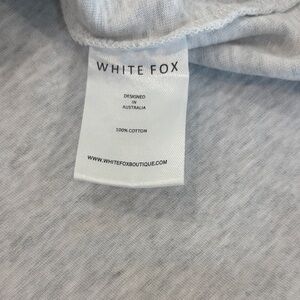 WHITE FOX
DESIGNED
IN
AUSTRALIA
100% COTTON
WWW.WHITEFOXBOUTIQUE.COM